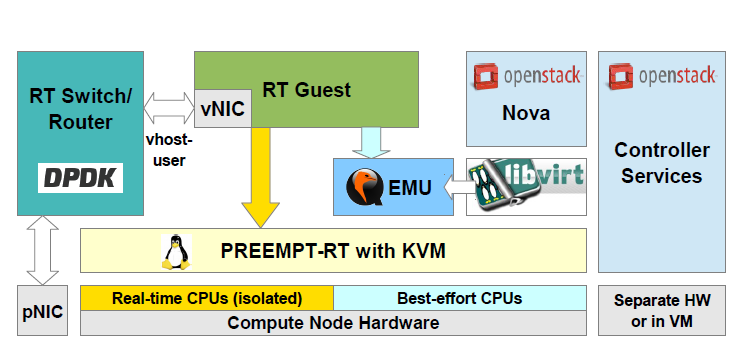 RT Switch/
Router
DPDK
vhost-
user
RT Guest
vNIC
openstack
Nova
openstack
Controller
Services
EMU
libvirt
PREEMPT-RT with KVM
pNIC
Real-time CPUs (isolated)
Best-effort CPUs
Compute Node Hardware
Separate HW
or in VM